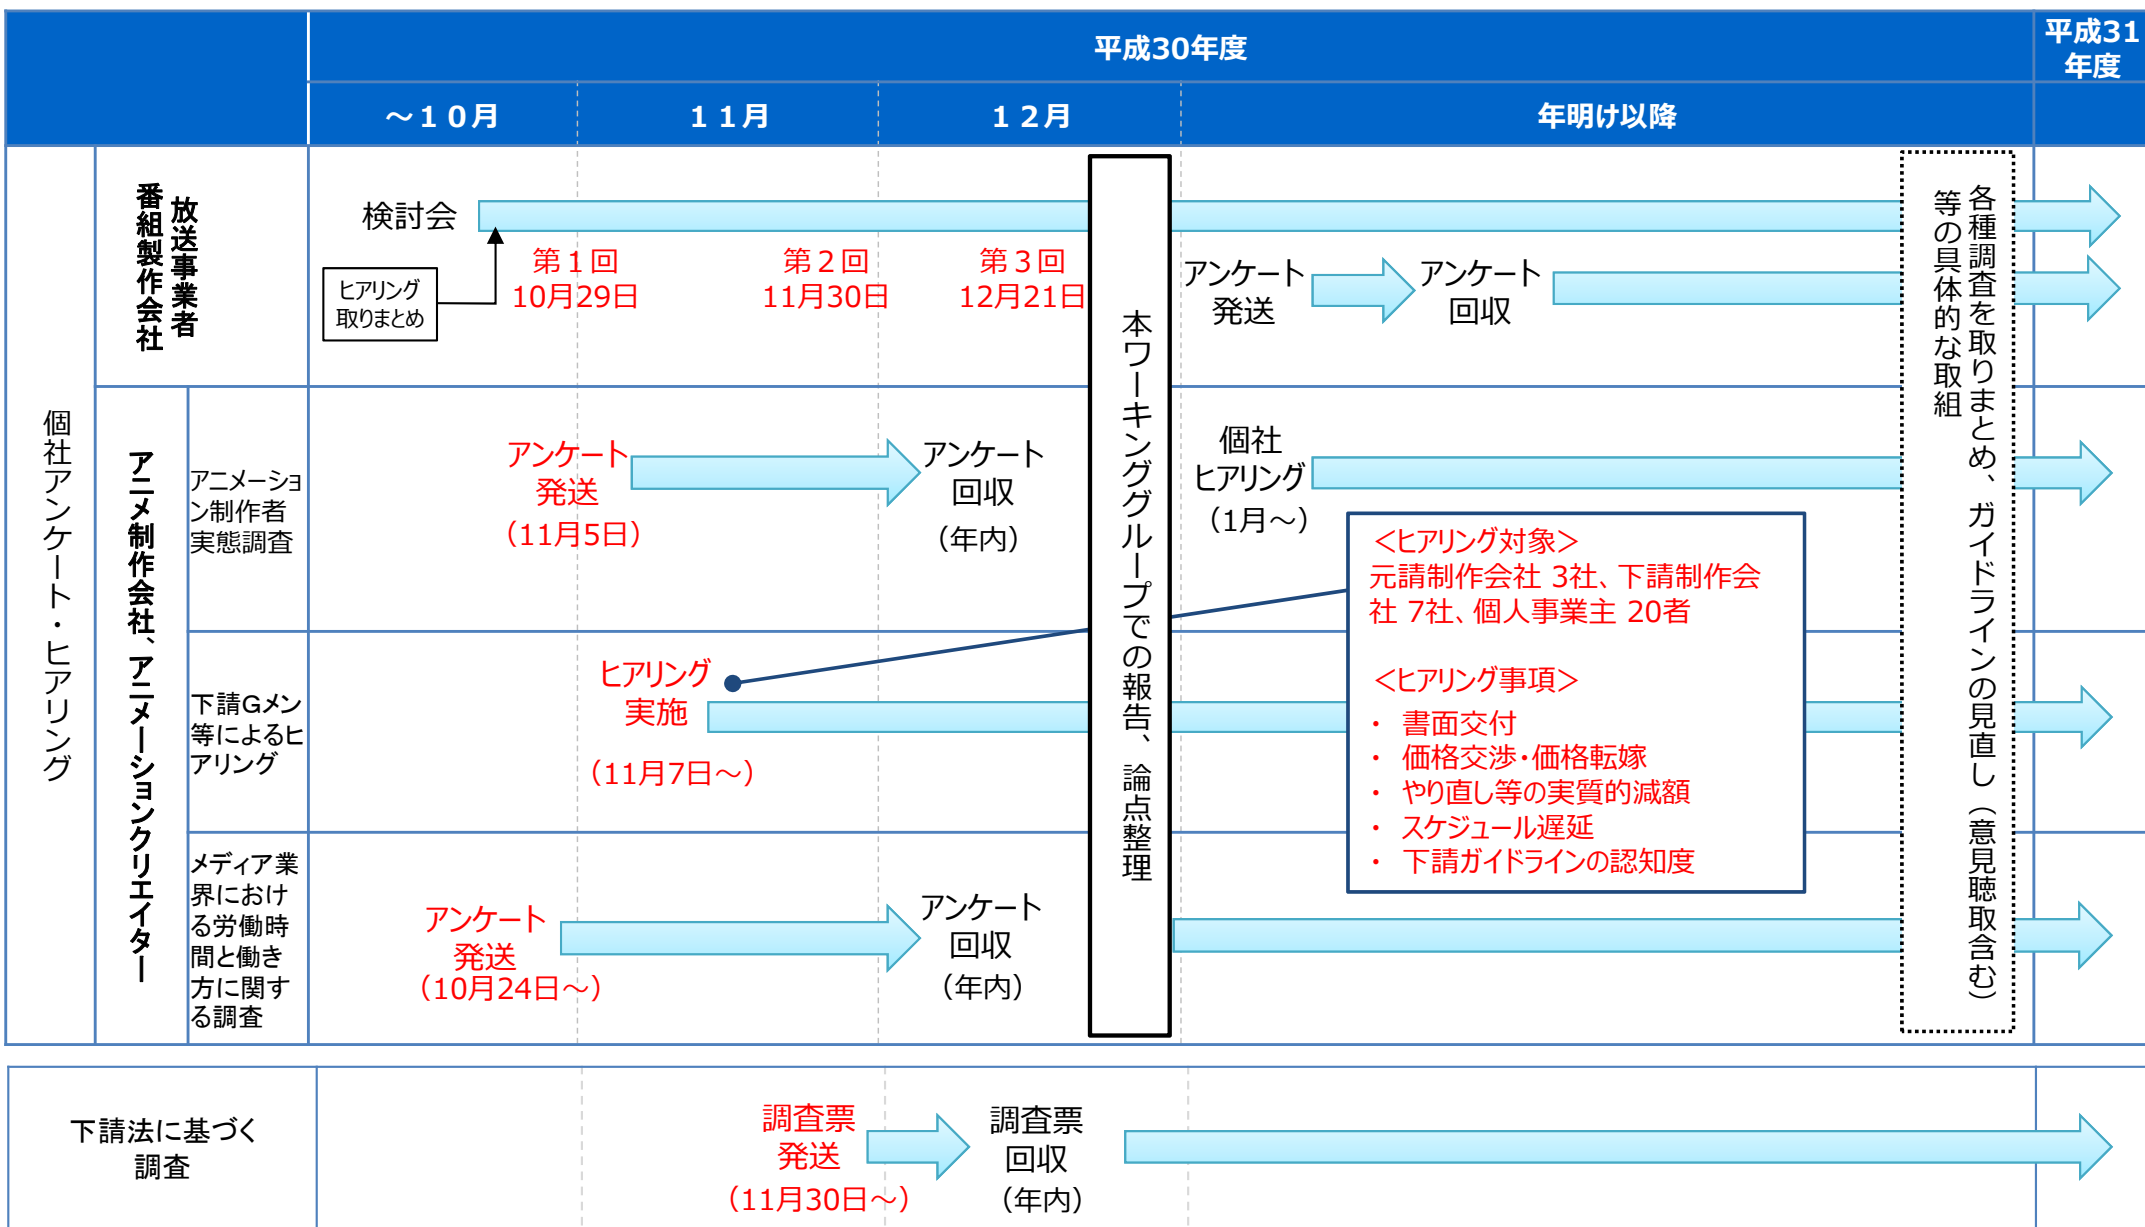 平成30年度
平成31
年度
～１０月
１１月
１２月
年明け以降
個社アンケート・ヒアリング
放送事業者
番組製作会社
検討会
ヒアリング
取りまとめ
第１回
10月29日
第２回
11月30日
第３回
12月21日
アンケート
発送
アンケート
回収
本ワーキンググループでの報告、論点整理
各種調査を取りまとめ、ガイドラインの見直し（意見聴取含む）
等の具体的な取組
アニメ制作会社、アニメーションクリエイター
アニメーショ
ン制作者
実態調査
アンケート
発送
（11月5日）
アンケート
回収
（年内）
個社
ヒアリング
（1月～）
下請Gメン
等によるヒ
アリング
ヒアリング
実施
（11月7日～）
＜ヒアリング対象＞
元請制作会社 3社、下請制作会
社 7社、個人事業主 20者
＜ヒアリング事項＞
・ 書面交付
・ 価格交渉・価格転嫁
・ やり直し等の実質的減額
・ スケジュール遅延
・ 下請ガイドラインの認知度
メディア業
界におけ
る労働時
間と働き
方に関す
る調査
アンケート
発送
（10月24日～）
アンケート
回収
（年内）
下請法に基づく
調査
調査票
発送
（11月30日～）
調査票
回収
（年内）